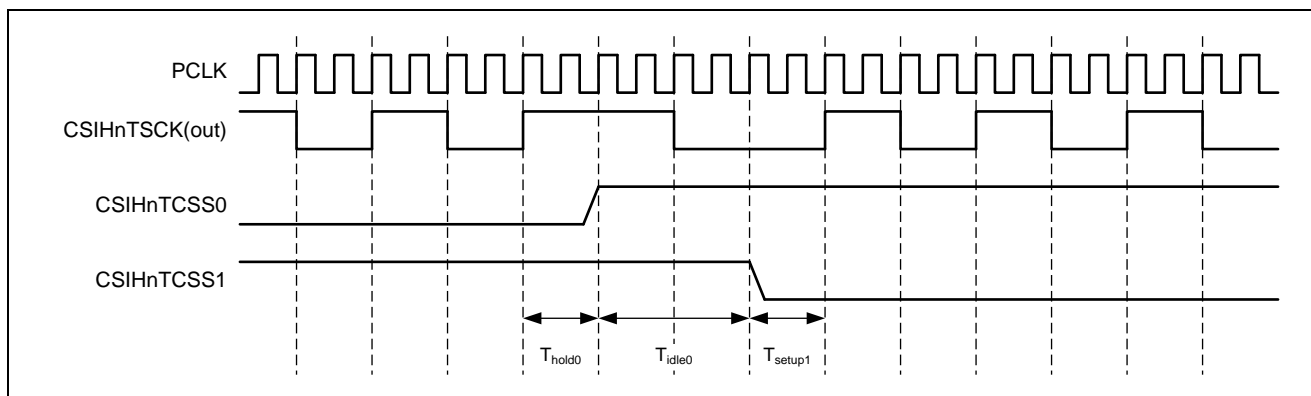 PCLK
CSIHnTSCK(out)
CSIHnTCSS0
CSIHnTCSS1
Thold0 Tidle0 Tsetup1